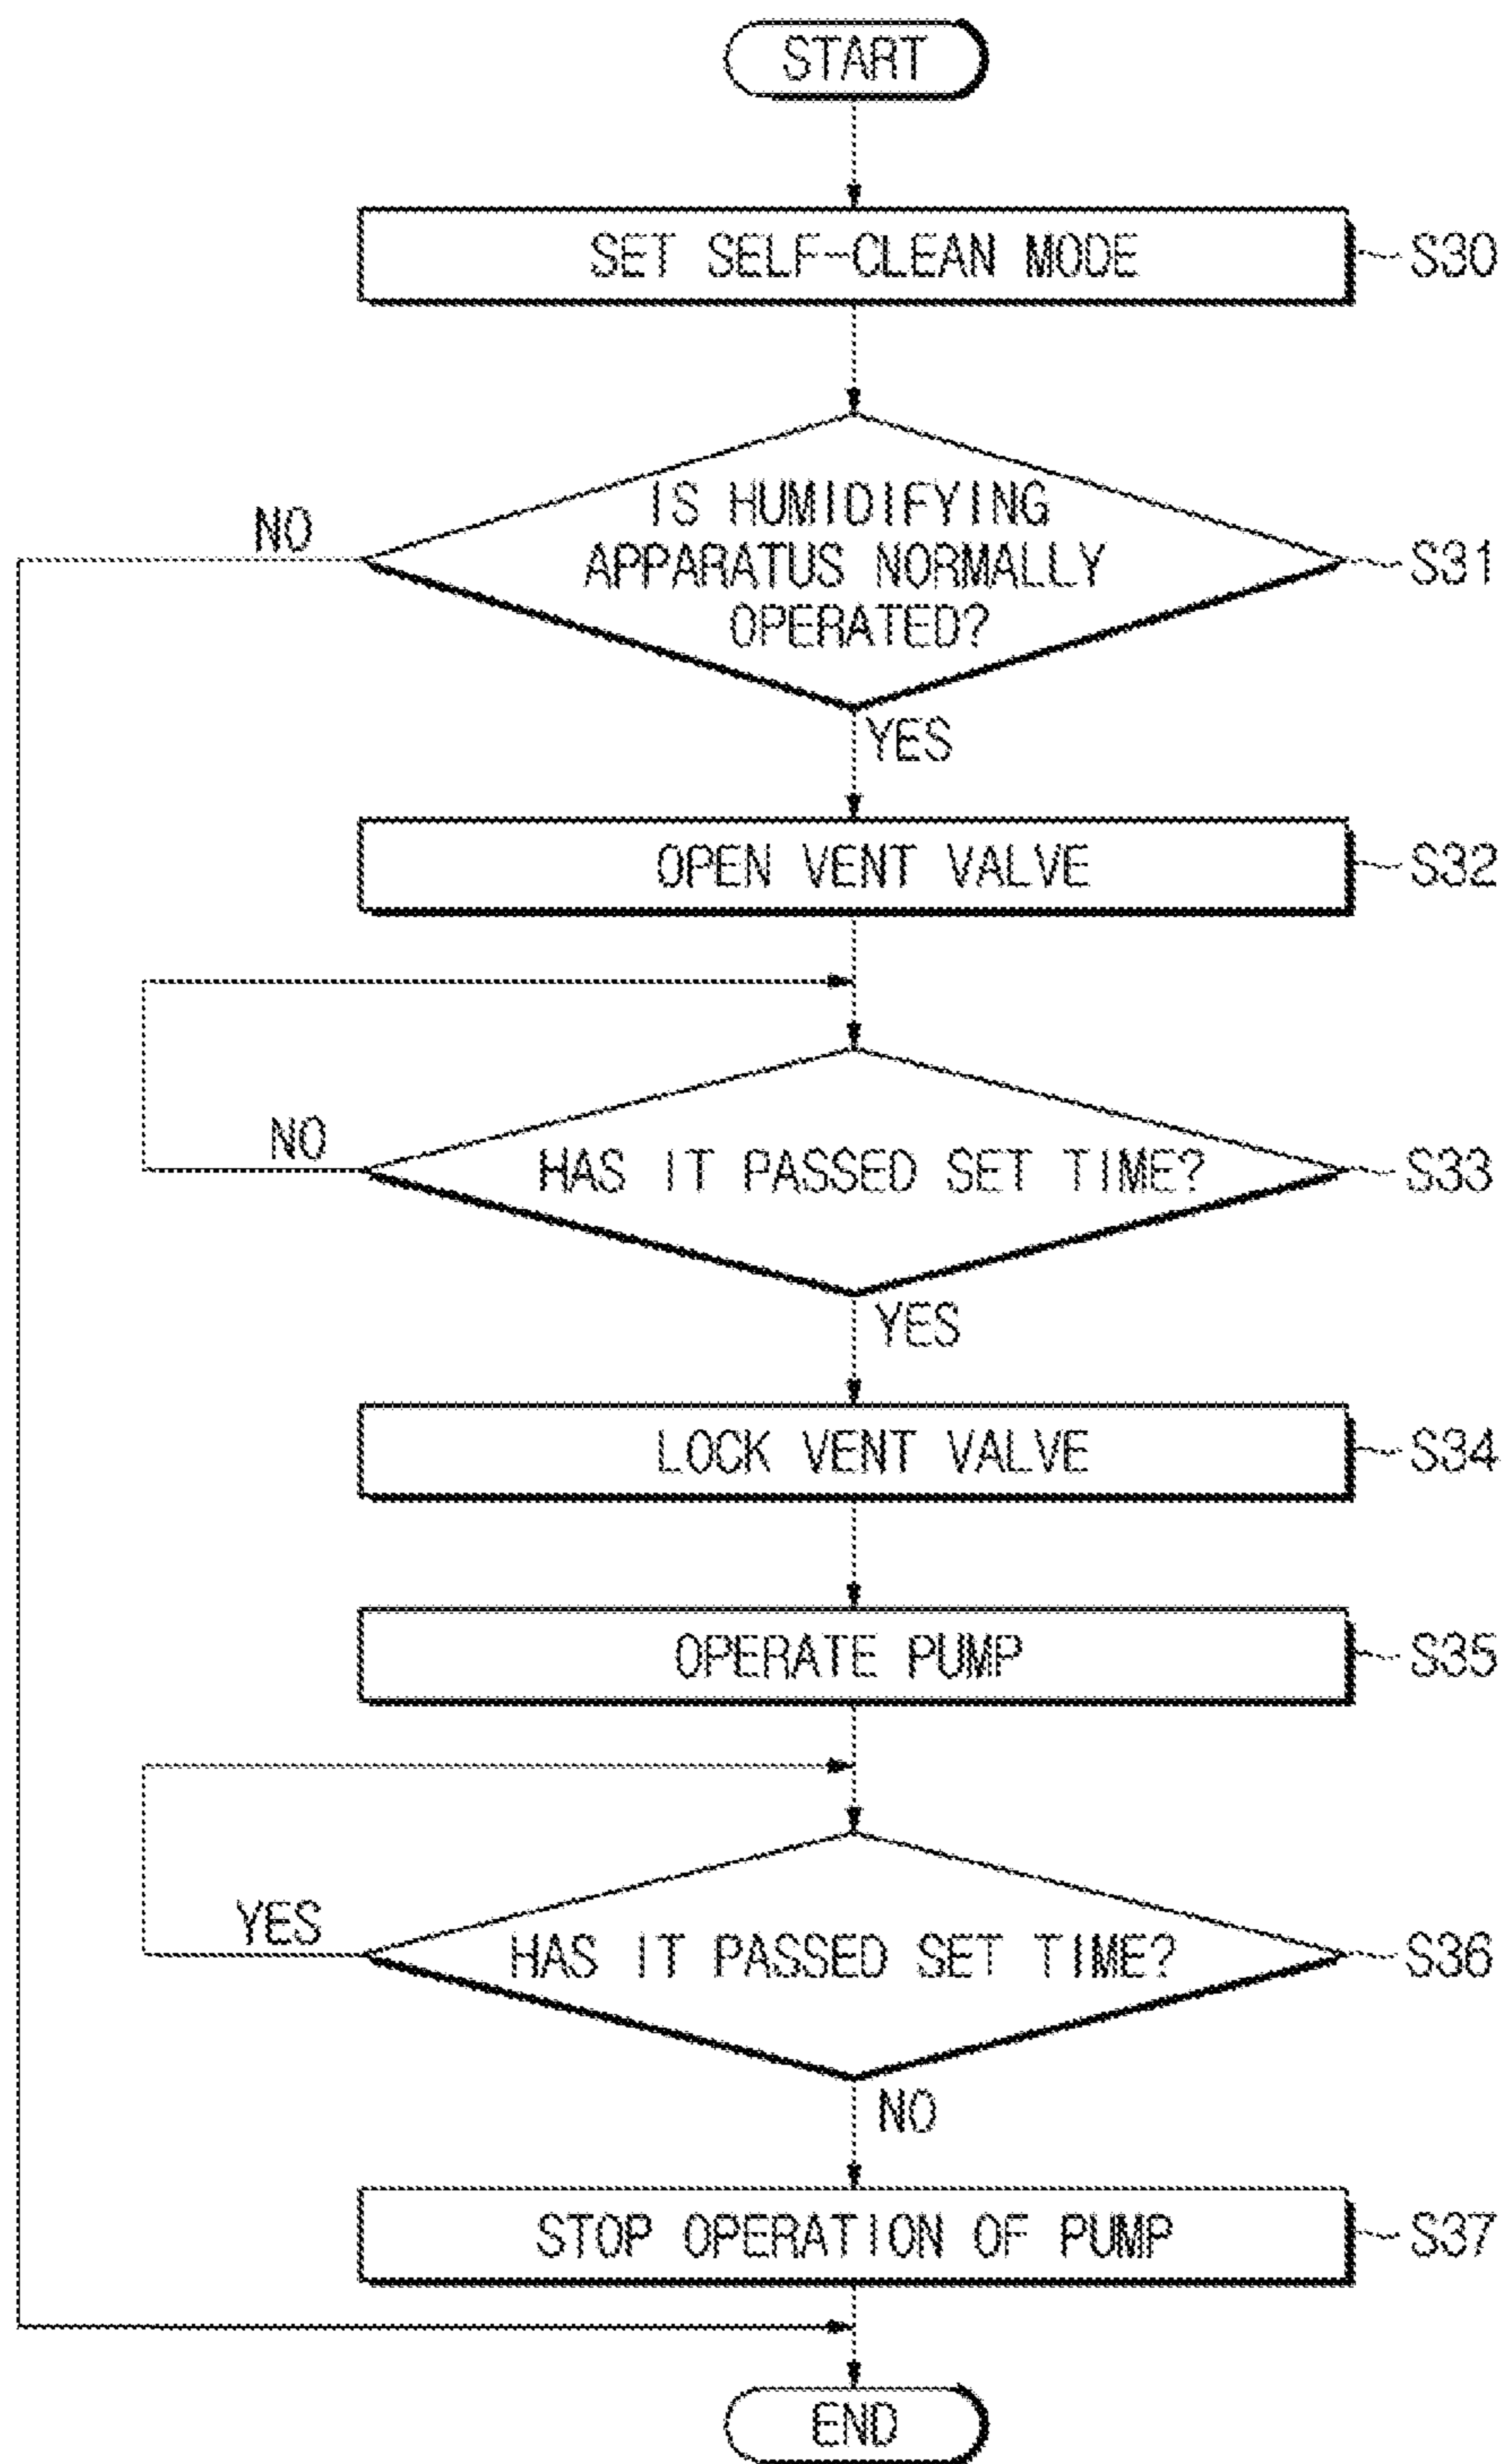 START
SET SELF-CLEAN MODE
S30
IS HUMIDIFYING
APPARATUS NORMALLY
OPERATED?
S31
NO
YES
OPEN VENT VALVE
S32
HAS IT PASSED SET TIME?
S33
NO
YES
LOCK VENT VALVE
S34
OPERATE PUMP
S35
HAS IT PASSED SET TIME?
S36
YES
NO
STOP OPERATION OF PUMP
S37
END